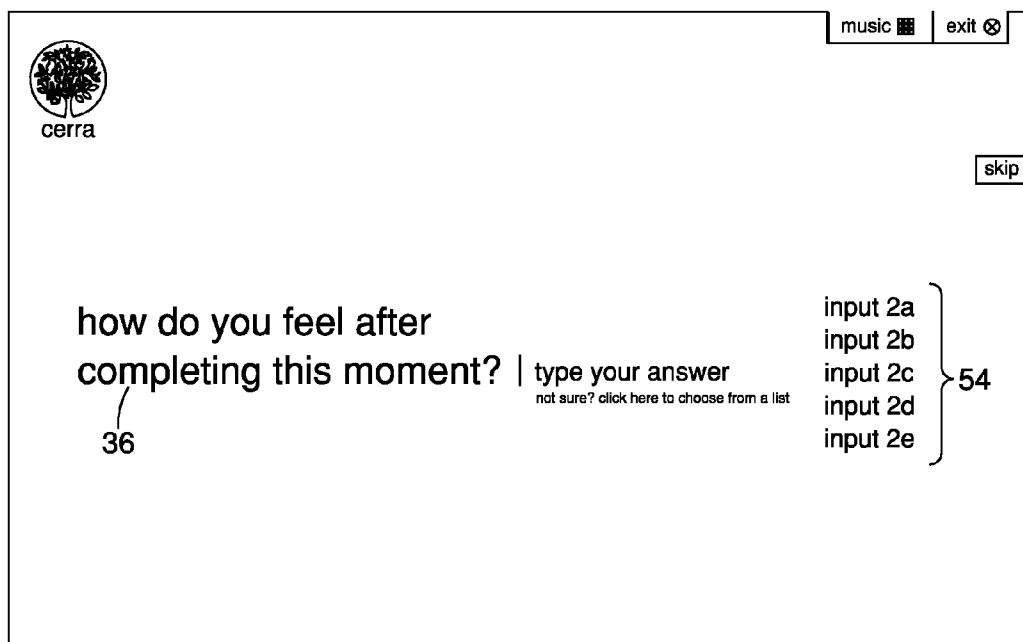 music exit
cerra
skip
how do you feel after
completing this moment? | type your answer
not sure? click here to choose from a list
36
input 2a
input 2b
input 2c
input 2d
input 2e
54